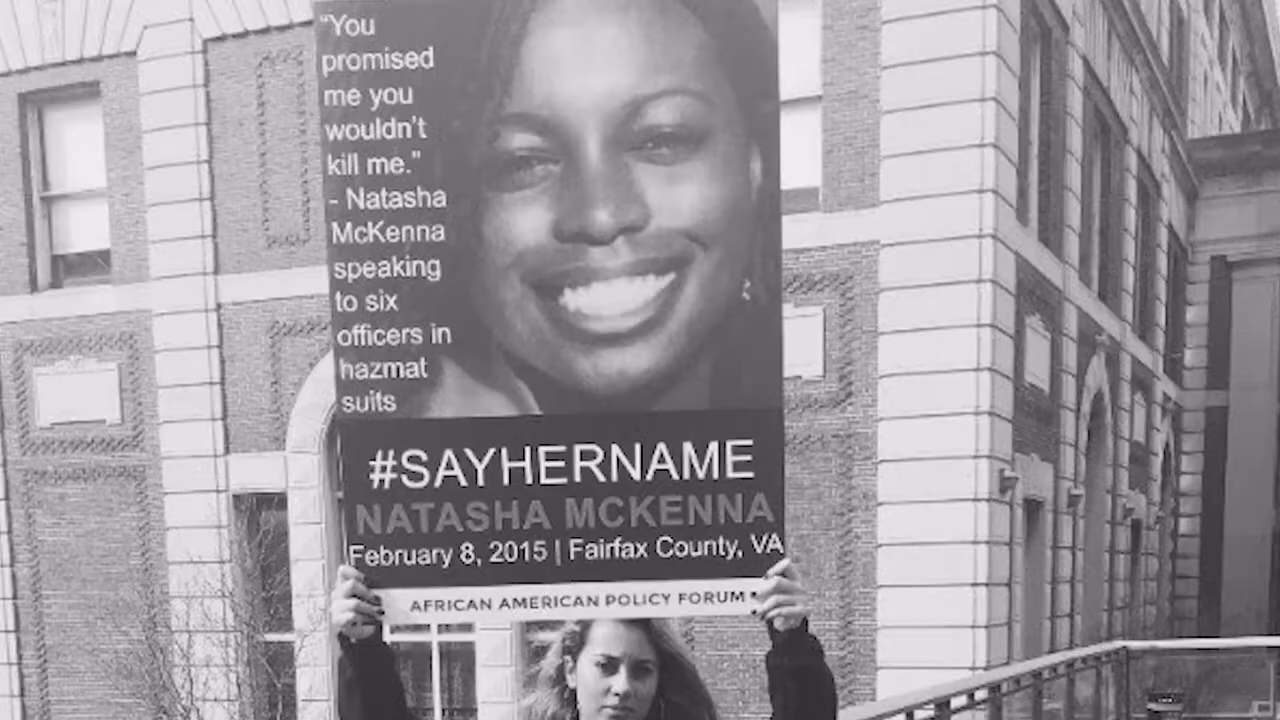 "You
promised
me you
wouldn't
kill me."
- Natasha
McKenna
speaking
to six
officers in
hazmat
suits
#SAYHERNAME
NATASHA MCKENNA
February 8, 2015 | Fairfax County, VA
AFRICAN AMERICAN POLICY FORUM